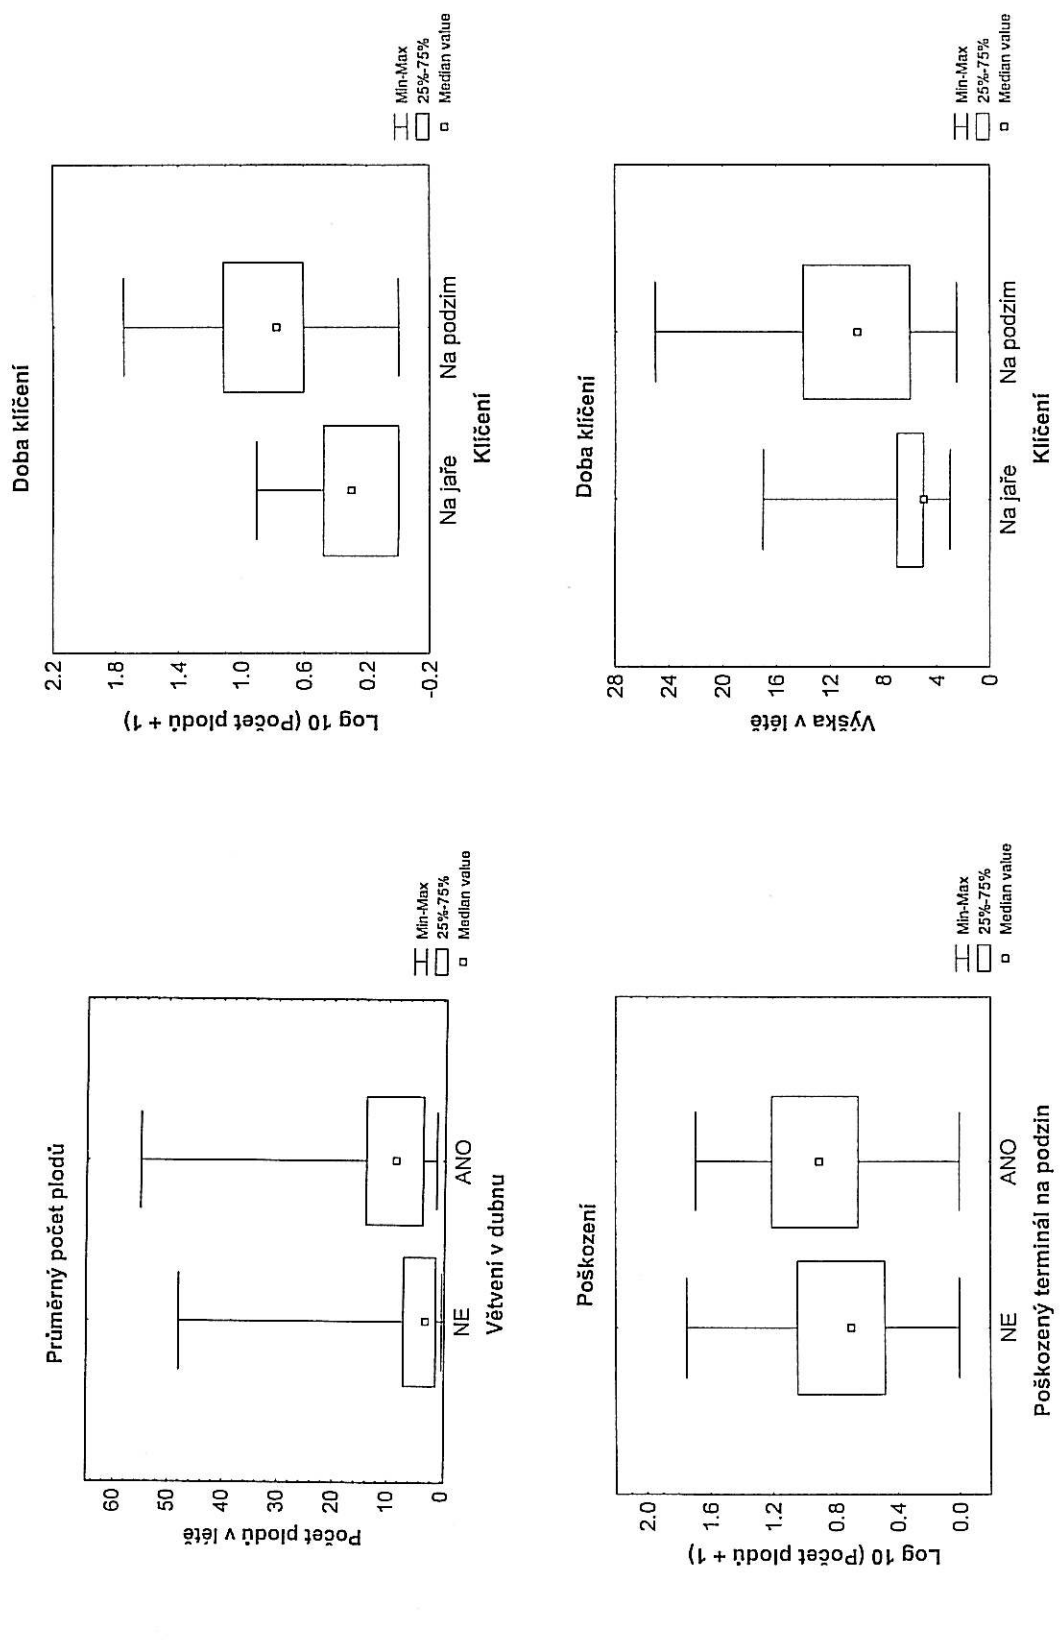 Průměrný počet plodů
Počet plodů v létě
60
50
40
30
20
10
0
NE
ANO
Větvení v dubnu
Min-Max
25%-75%
Median value
Doba klíčení
Log 10 (Počet plodů + 1)
2.2
1.8
1.4
1.0
0.6
0.2
-0.2
Na jaře
Na podzim
Klíčení
Min-Max
25%-75%
Median value
Poškození
Log 10 (Počet plodů + 1)
2.0
1.6
1.2
0.8
0.4
0.0
NE
ANO
Poškozený terminál na podzin
Min-Max
25%-75%
Median value
Doba klíčení
Výška v létě
28
24
20
16
12
8
4
0
Na jaře
Na podzim
Klíčení
Min-Max
25%-75%
Median value